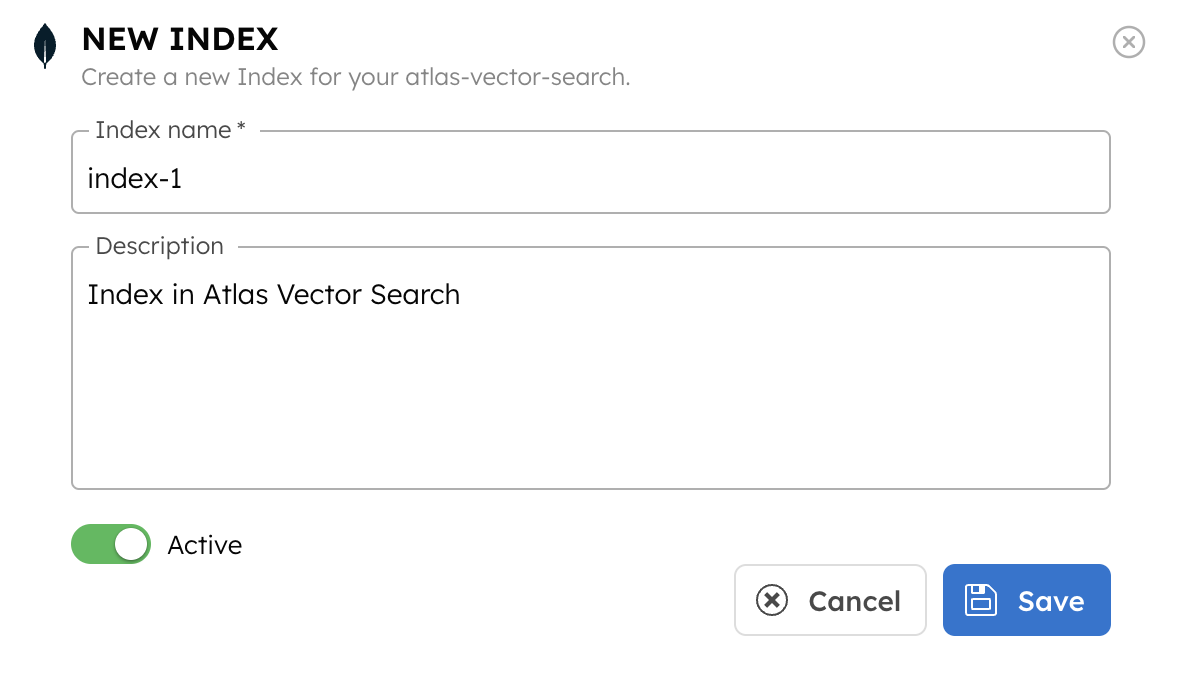 NEW INDEX
Create a new Index for your atlas-vector-search.
Index name *
index-1
Description
Index in Atlas Vector Search
Active
Cancel
Save